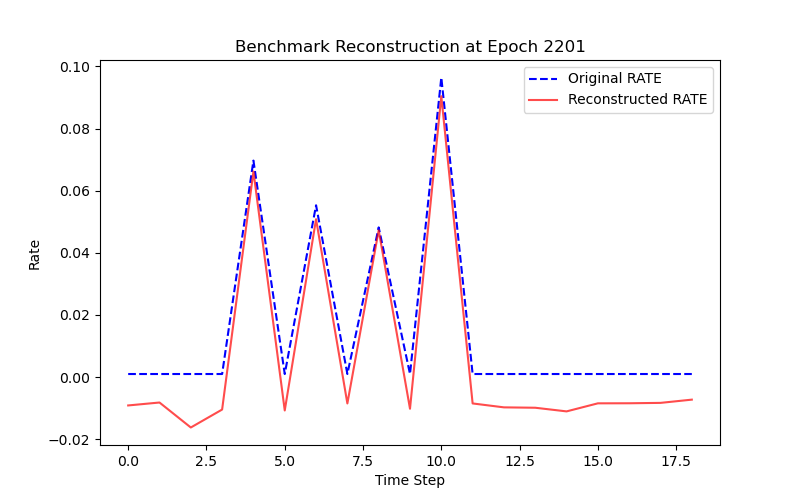 Benchmark Reconstruction at Epoch 2201
Original RATE
Reconstructed RATE
0.10
0.08
0.06
0.04
0.02
0.00
−0.02
Rate
0.0 2.5 5.0 7.5 10.0 12.5 15.0 17.5
Time Step